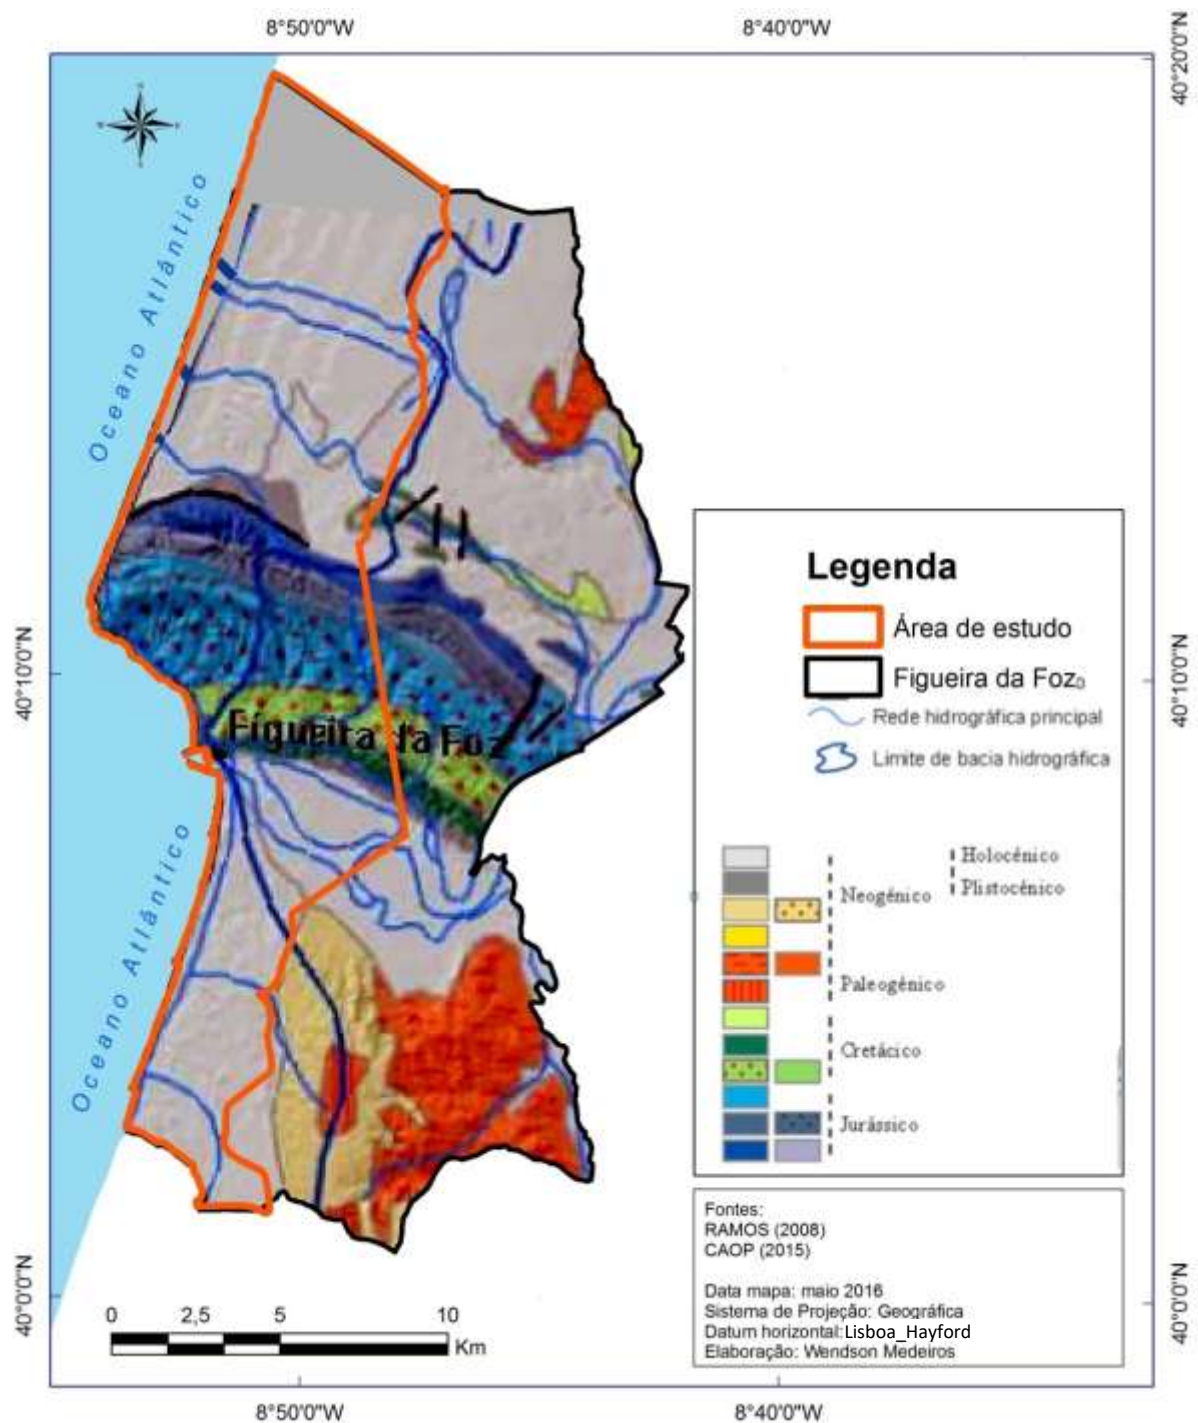 8°50'0"W
8°40'0"W
40°20'0"N
Oceano Atlântico
40°10'0"N
40°10'0"N
Figueira da Foz
Oceano Atlântico
Legenda
Área de estudo
Figueira da Foz
Rede hidrográfica principal
Limite de bacia hidrográfica
Holocénico
Plistocénico
Neogénico
Paleogénico
Cretácico
Jurássico
Fontes:
RAMOS (2008)
CAOP (2015)
Data mapa: maio 2016
Sistema de Projeção: Geográfica
Datum horizontal:Lisboa_Hayford
Elaboração: Wendson Medeiros
40°0'0"N
40°0'0"N
0 2,5 5 10
Km
8°50'0"W
8°40'0"W